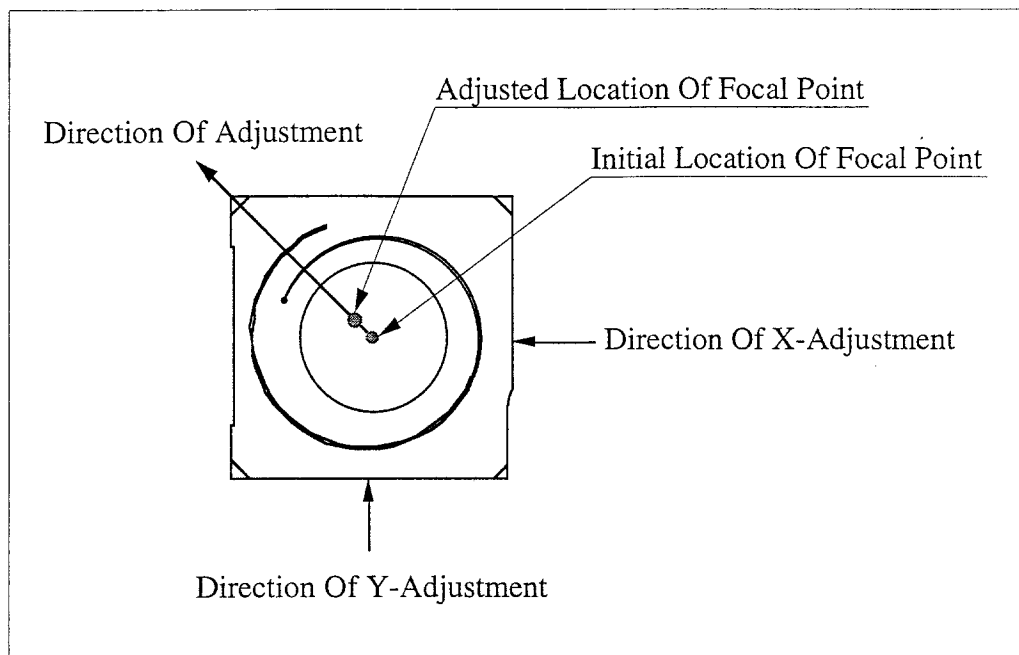 Adjusted Location Of Focal Point
Direction Of Adjustment
Initial Location Of Focal Point
Direction Of X-Adjustment
Direction Of Y-Adjustment